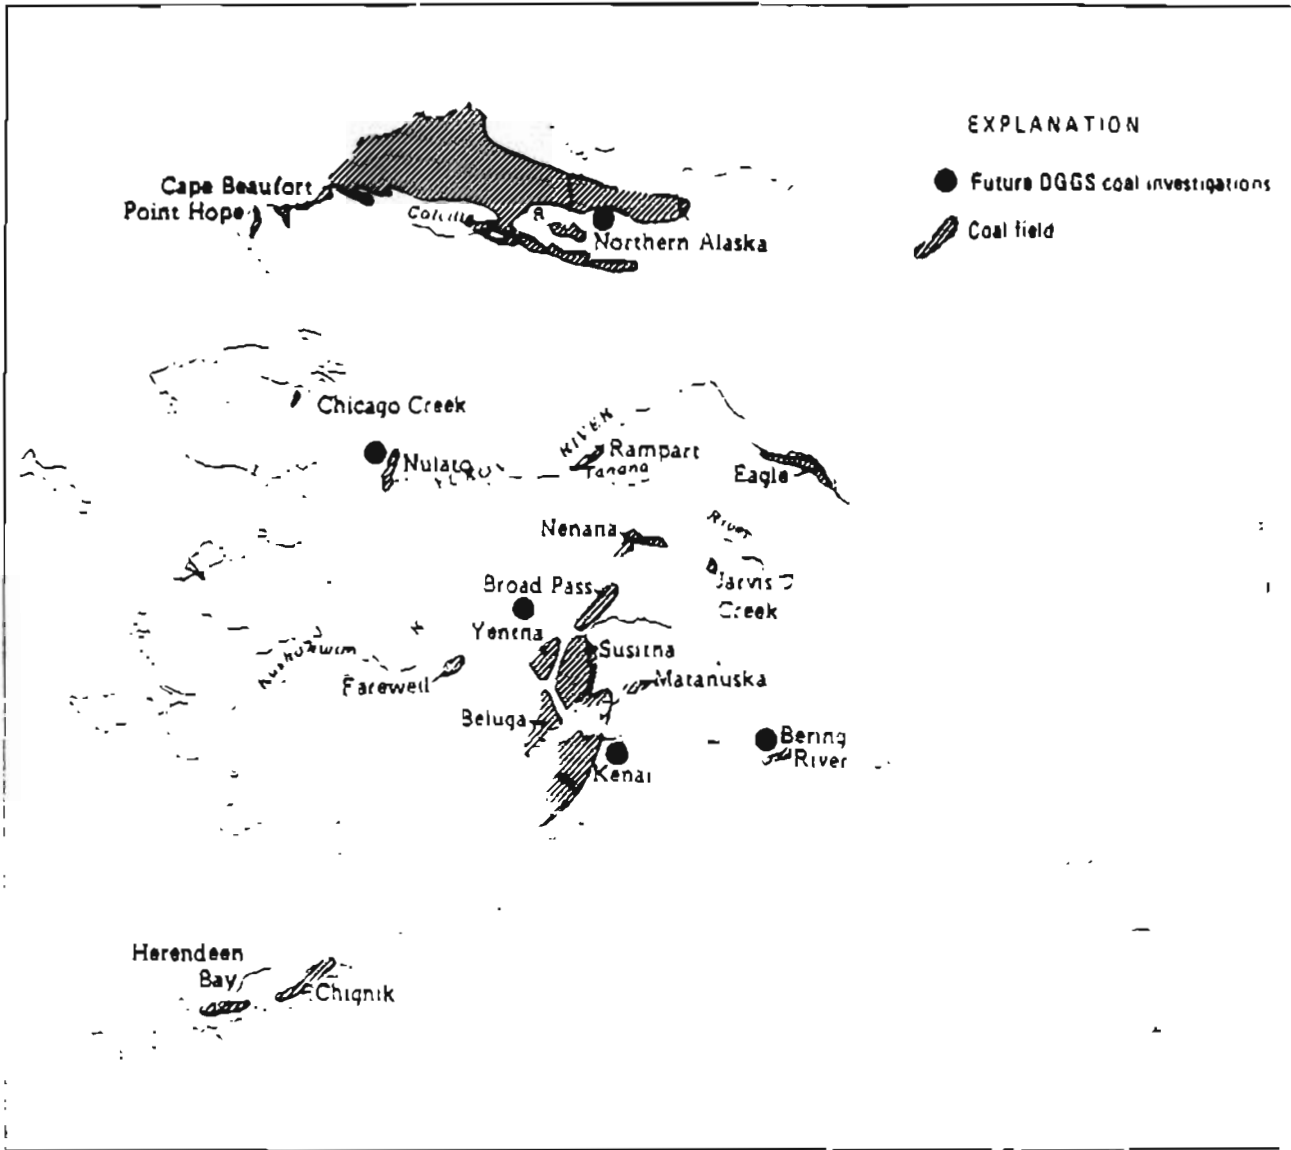 EXPLANATION
Future DGGS coal investigations
Coal field
Cape Beaufort
Point Hope
Colville
R
Northern Alaska
Chicago Creek
Nulato
RIVER
Rampart
Tanana
Eagle
Nenana
River
Jarvis
Creek
Broad Pass
Yentna
Susitna
Kuskokwim
Farewell
Matanuska
Beluga
Kenai
Bering
River
Herendeen
Bay
Chignik